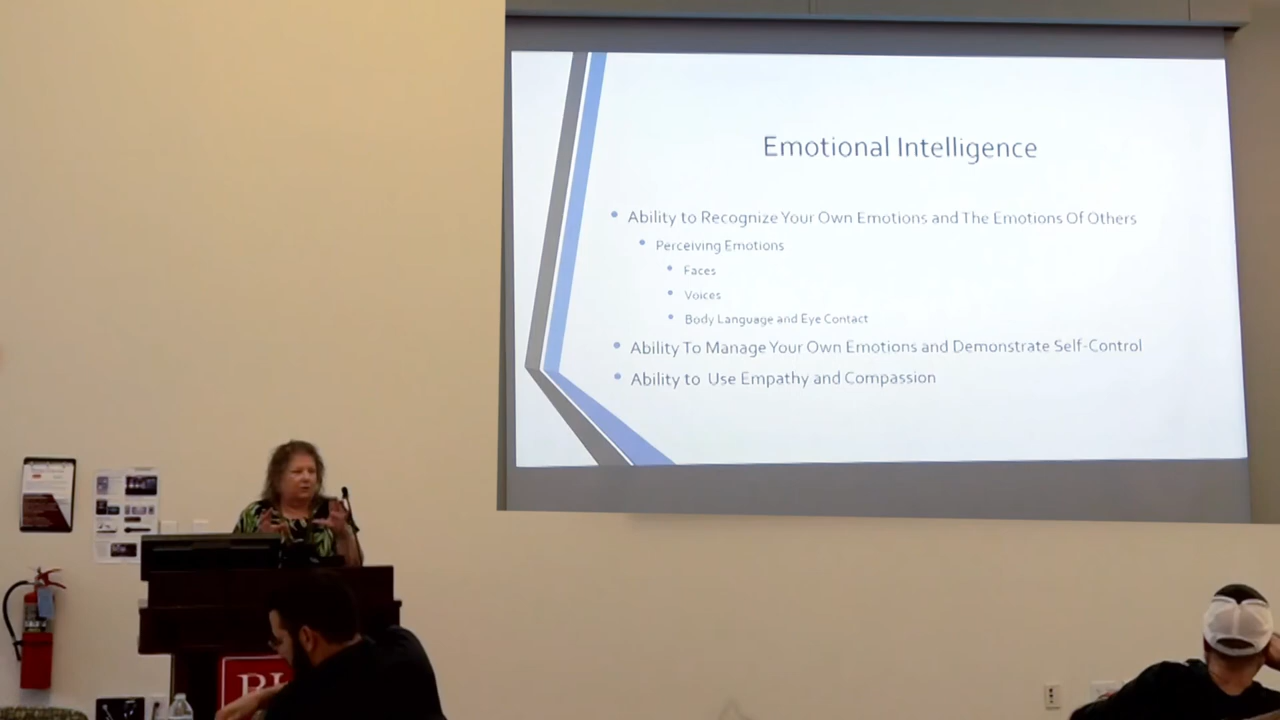 Emotional Intelligence
Ability to Recognize Your Own Emotions and The Emotions Of Others
Perceiving Emotions
Faces
Voices
Body Language and Eye Contact
Ability To Manage Your Own Emotions and Demonstrate Self-Control
Ability to Use Empathy and Compassion